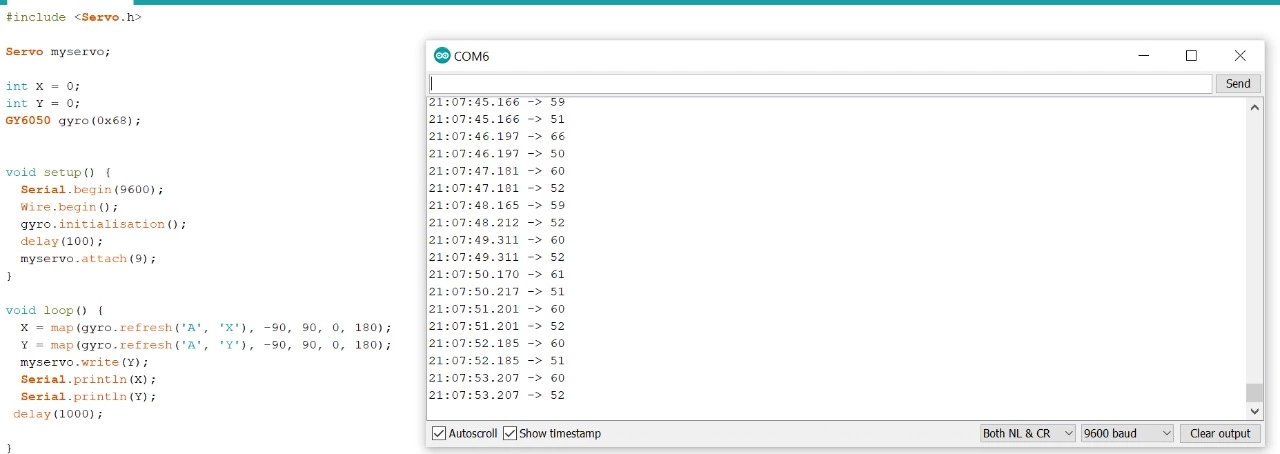 #include <Servo.h>
Servo myservo;
int X = 0;
int Y = 0;
GY6050 gyro(0x68);
void setup() {
Serial.begin(9600);
Wire.begin();
gyro.initialisation();
delay(100);
myservo.attach(9);
}
void loop() {
X = map(gyro.refresh('A', 'X'), -90, 90, 0, 180);
Y = map(gyro.refresh('A', 'Y'), -90, 90, 0, 180);
myservo.write(Y);
Serial.println(X);
Serial.println(Y);
delay(1000);
}
COM6
Send
21:07:45.166 -> 59
21:07:45.166 -> 51
21:07:46.197 -> 66
21:07:46.197 -> 50
21:07:47.181 -> 60
21:07:47.181 -> 52
21:07:48.165 -> 59
21:07:48.212 -> 52
21:07:49.311 -> 60
21:07:49.311 -> 52
21:07:50.170 -> 61
21:07:50.217 -> 51
21:07:51.201 -> 60
21:07:51.201 -> 52
21:07:52.185 -> 60
21:07:52.185 -> 51
21:07:53.207 -> 60
21:07:53.207 -> 52
Autoscroll Show timestamp Both NL & CR 9600 baud Clear output